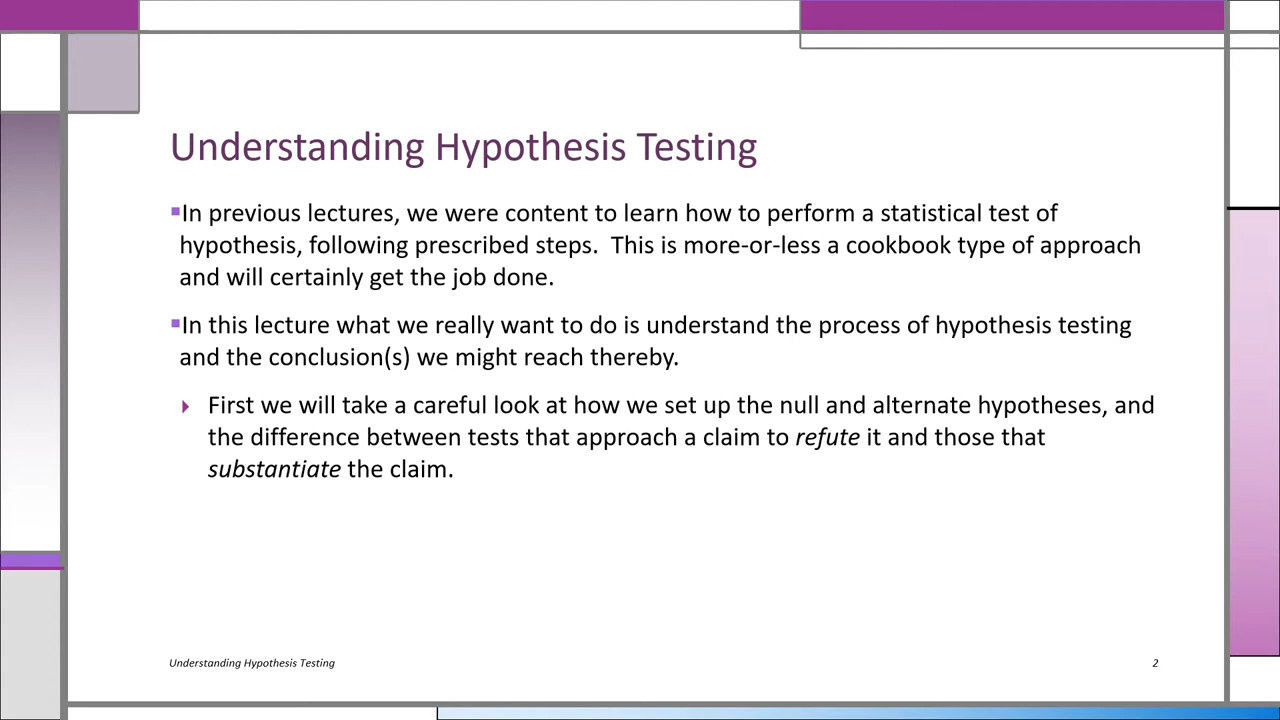 Understanding Hypothesis Testing
▪In previous lectures, we were content to learn how to perform a statistical test of
hypothesis, following prescribed steps.  This is more-or-less a cookbook type of approach
and will certainly get the job done.
▪In this lecture what we really want to do is understand the process of hypothesis testing
and the conclusion(s) we might reach thereby.
First we will take a careful look at how we set up the null and alternate hypotheses, and
the difference between tests that approach a claim to refute it and those that
substantiate the claim.
Understanding Hypothesis Testing
2